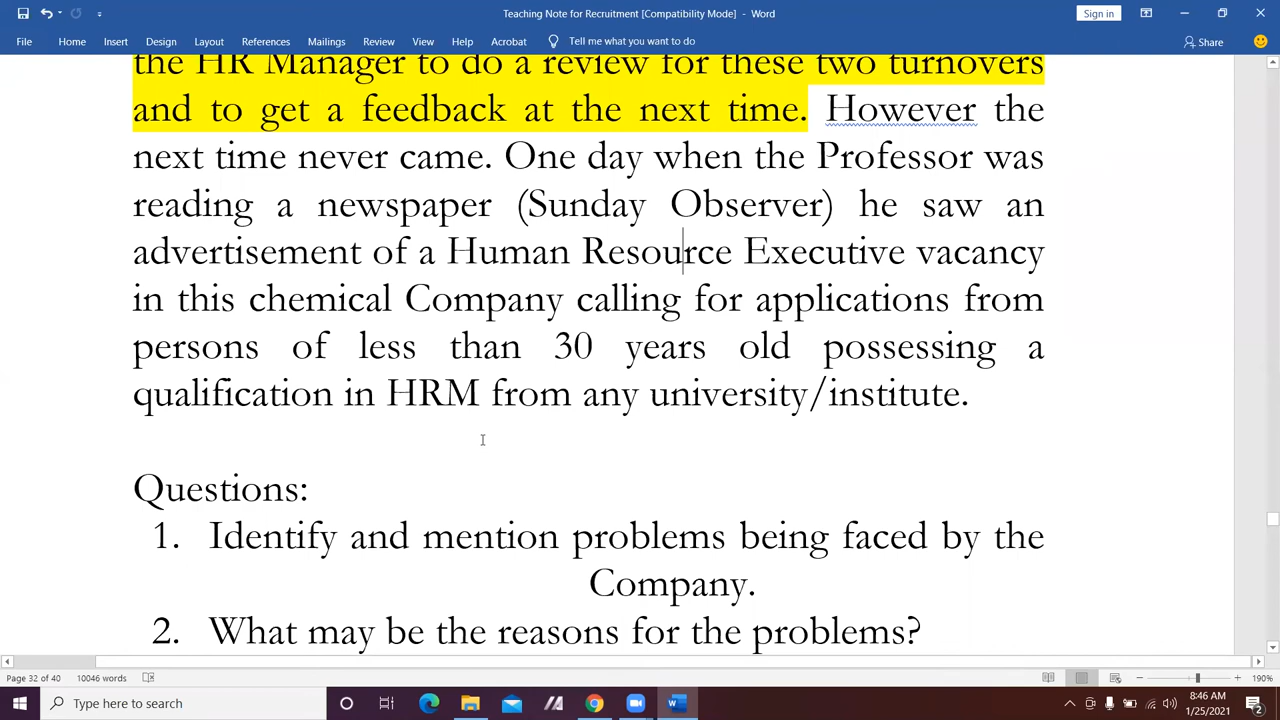 Teaching Note for Recruitment [Compatibility Mode] - Word
Sign in
File Home Insert Design Layout References Mailings Review View Help Acrobat Tell me what you want to do Share
the HR Manager to do a review for these two turnovers
and to get a feedback at the next time. However the
next time never came. One day when the Professor was
reading a newspaper (Sunday Observer) he saw an
advertisement of a Human Resource Executive vacancy
in this chemical Company calling for applications from
persons of less than 30 years old possessing a
qualification in HRM from any university/institute.
Questions:
1. Identify and mention problems being faced by the
Company.
2. What may be the reasons for the problems?
Page 32 of 40 10046 words 190%
Type here to search
8:46 AM
1/25/2021
2